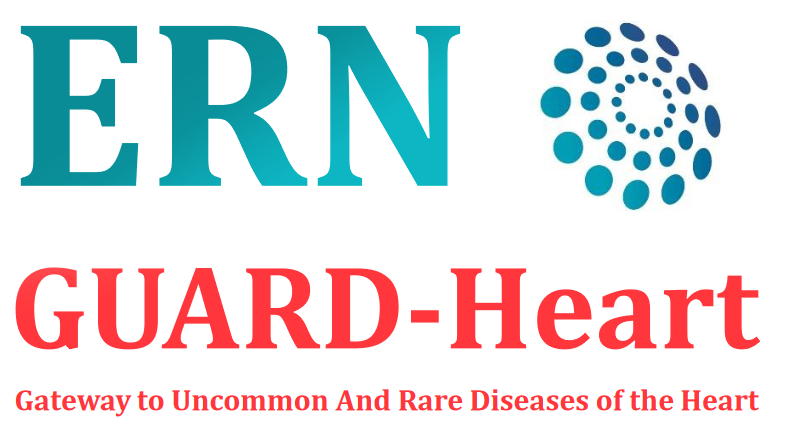 ERN
GUARD-Heart
Gateway to Uncommon And Rare Diseases of the Heart